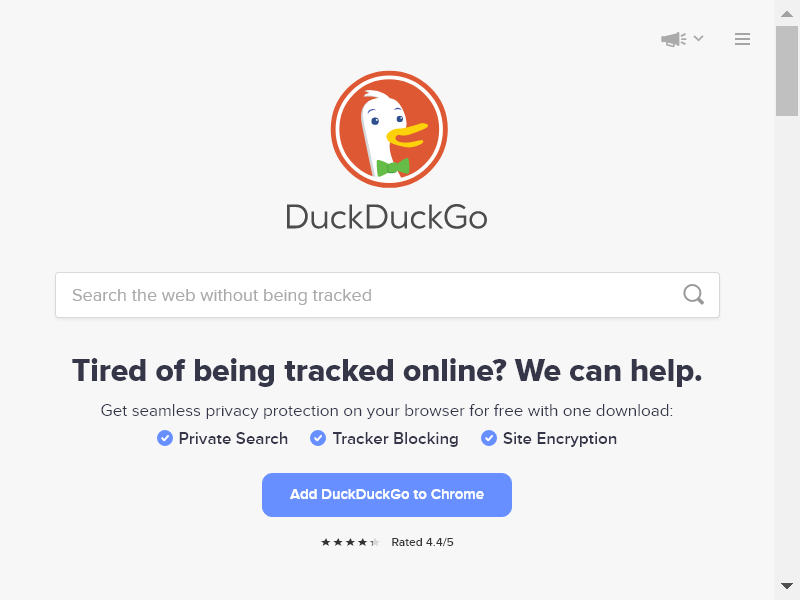 DuckDuckGo
Search the web without being tracked
Tired of being tracked online? We can help.
Get seamless privacy protection on your browser for free with one download:
Private Search Tracker Blocking Site Encryption
Add DuckDuckGo to Chrome
Rated 4.4/5